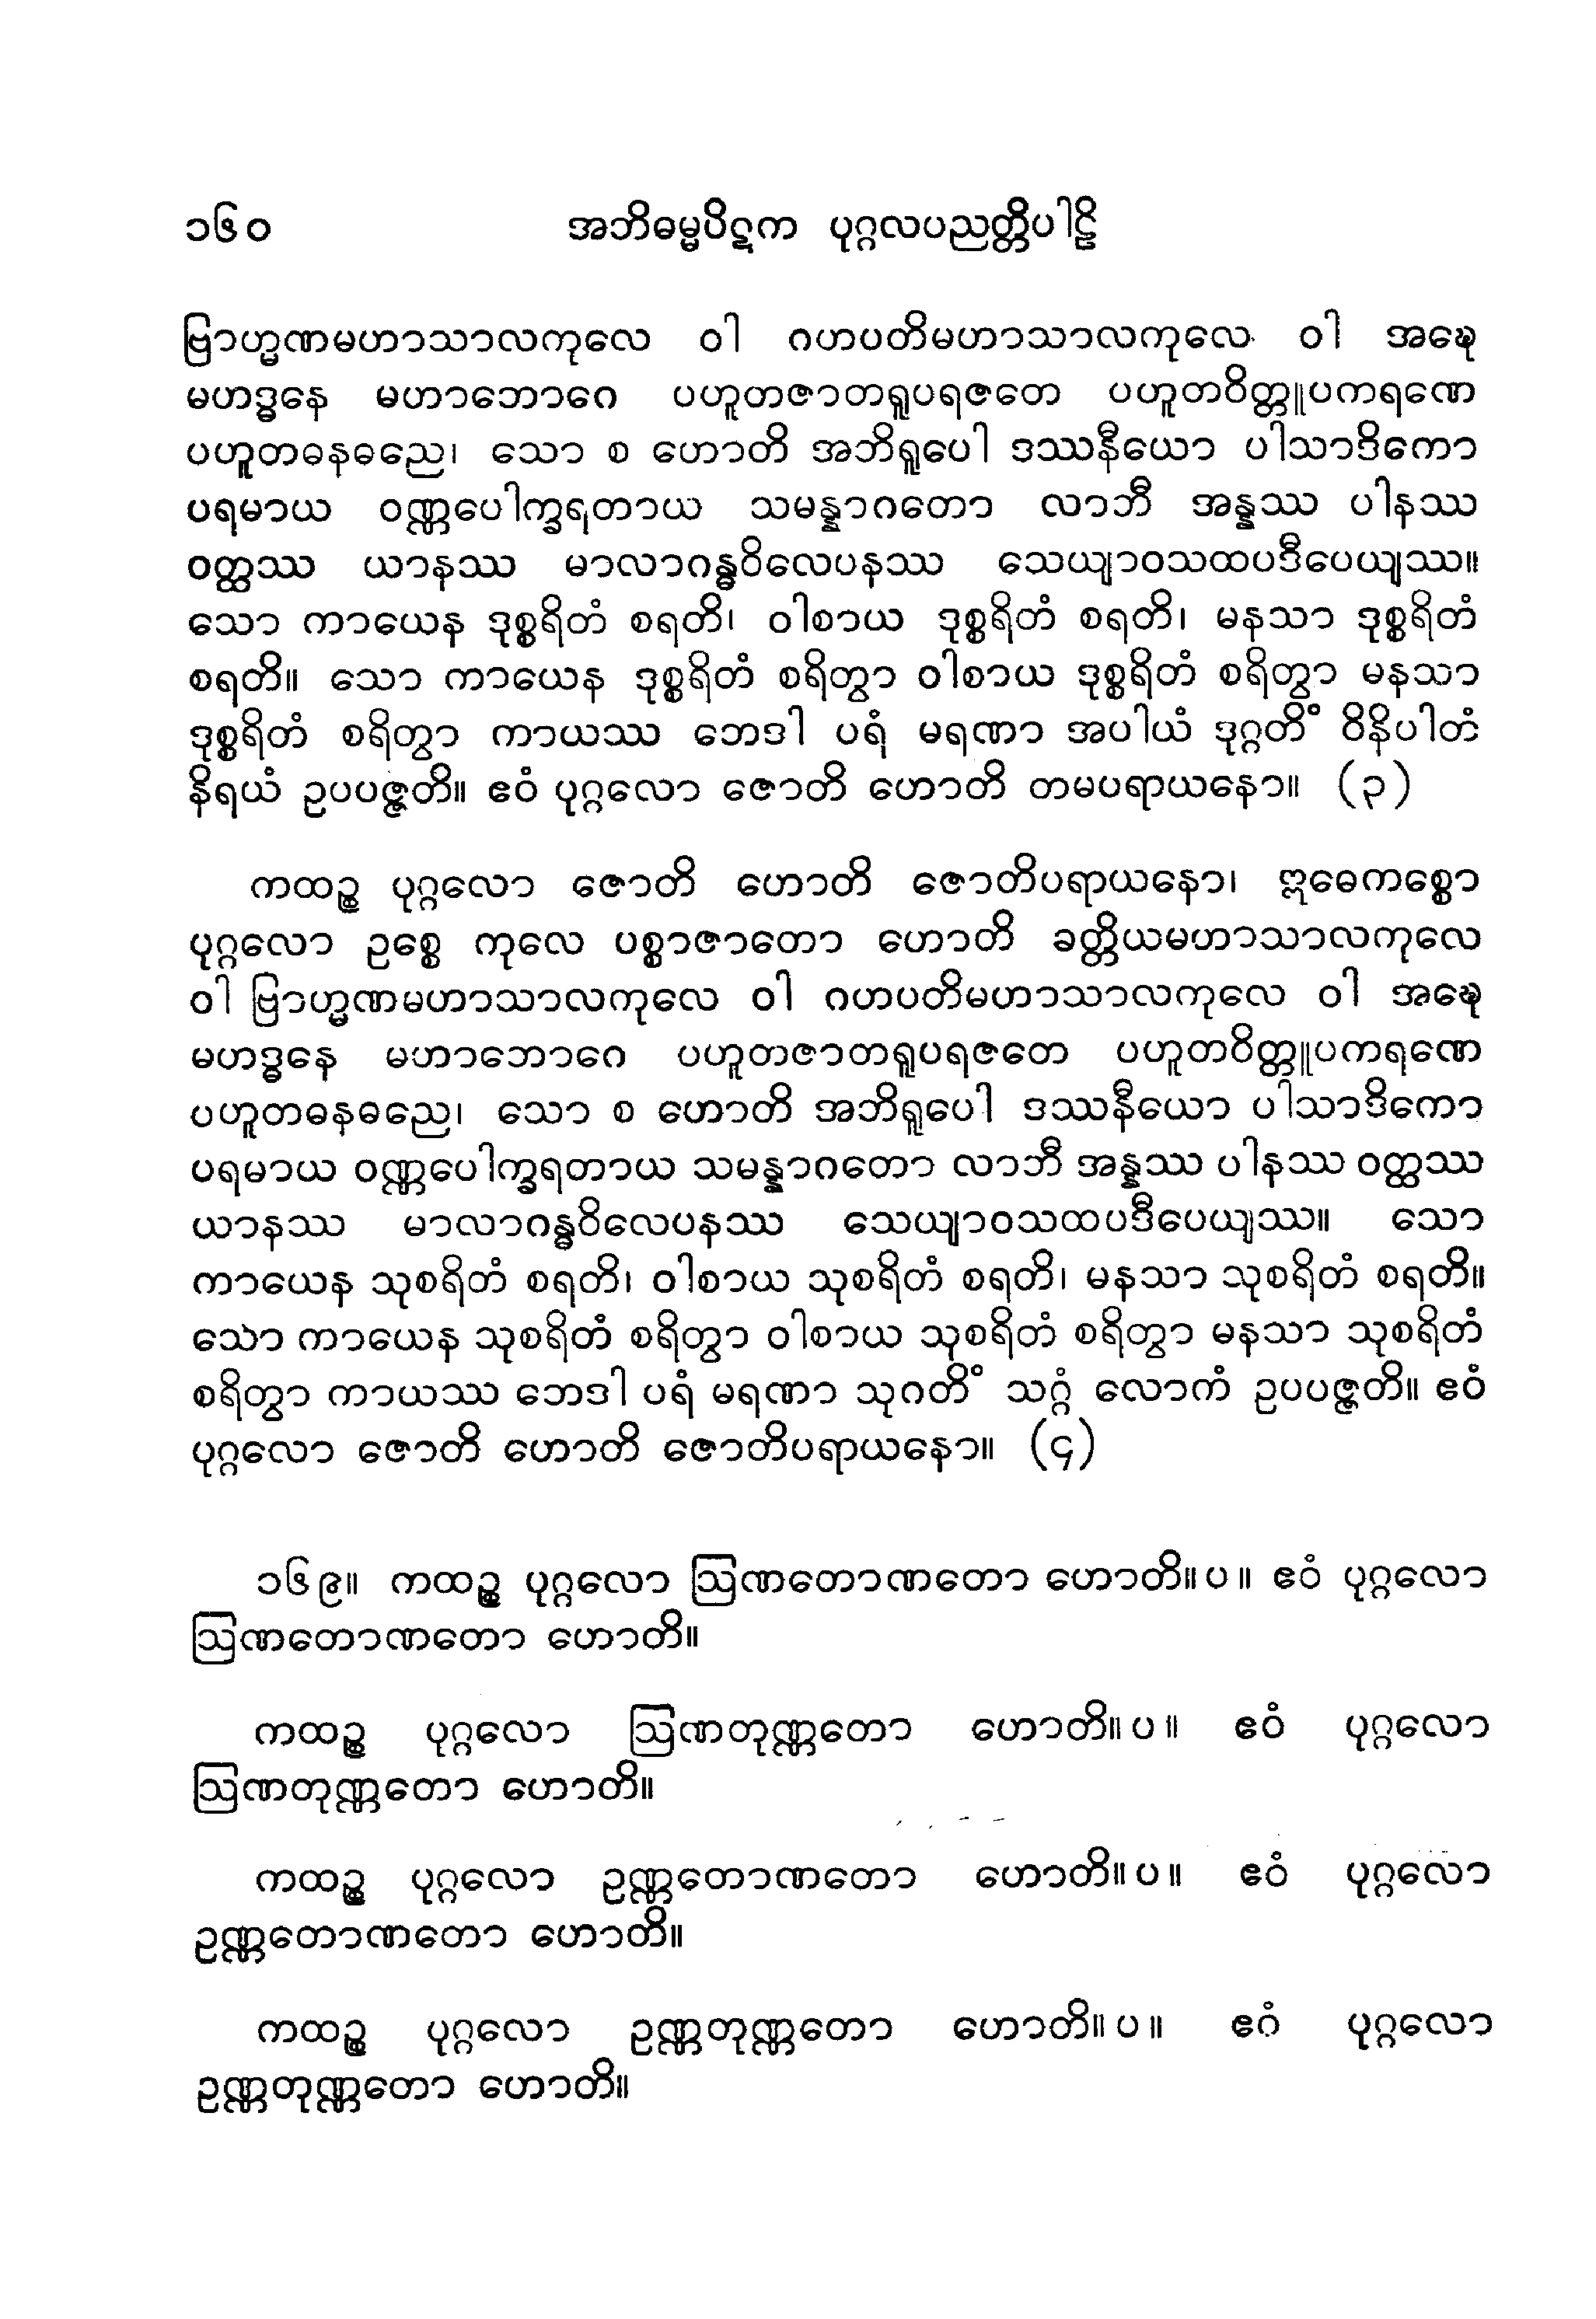 ၁၆၀ အဘိဓမ္မပိဋက ပုဂ္ဂလပညတ္တိပါဠိ
ဗြာဟ္မဏမဟာသာလကုလေ ဝါ ဂဟပတိမဟာသာလကုလေ ဝါ အဍ္ဎေ
မဟဒ္ဓနေ မဟာဘောဂေ ပဟူတဇာတရူပရဇတေ ပဟူတဝိတ္တူပကရဏေ
ပဟူတဓနဓညေ၊ သော စ ဟောတိ အဘိရူပေါ ဒဿနီယော ပါသာဒိကော
ပရမာယ ဝဏ္ဏပေါက္ခရတာယ သမန္နာဂတော လာဘီ အန္နဿ ပါနဿ
ဝတ္ထဿ ယာနဿ မာလာဂန္ဓဝိလေပနဿ သေယျာဝသထပဒီပေယျဿ။
သော ကာယေန ဒုစ္စရိတံ စရတိ၊ ဝါစာယ ဒုစ္စရိတံ စရတိ၊ မနသာ ဒုစ္စရိတံ
စရတိ။ သော ကာယေန ဒုစ္စရိတံ စရိတွာ ဝါစာယ ဒုစ္စရိတံ စရိတွာ မနသာ
ဒုစ္စရိတံ စရိတွာ ကာယဿ ဘေဒါ ပရံ မရဏာ အပါယံ ဒုဂ္ဂတိံ ဝိနိပါတံ
နိရယံ ဥပပဇ္ဇတိ။ ဧဝံ ပုဂ္ဂလော ဇောတိ ဟောတိ တမပရာယနော။ (၃)
ကထဉ္စ ပုဂ္ဂလော ဇောတိ ဟောတိ ဇောတိပရာယနော၊ ဣဓေကစ္စော
ပုဂ္ဂလော ဥစ္စေ ကုလေ ပစ္စာဇာတော ဟောတိ ခတ္တိယမဟာသာလကုလေ
ဝါ ဗြာဟ္မဏမဟာသာလကုလေ ဝါ ဂဟပတိမဟာသာလကုလေ ဝါ အဍ္ဎေ
မဟဒ္ဓနေ မဟာဘောဂေ ပဟူတဇာတရူပရဇတေ ပဟူတဝိတ္တူပကရဏေ
ပဟူတဓနဓညေ၊ သော စ ဟောတိ အဘိရူပေါ ဒဿနီယော ပါသာဒိကော
ပရမာယ ဝဏ္ဏပေါက္ခရတာယ သမန္နာဂတော လာဘီ အန္နဿ ပါနဿ ဝတ္ထဿ
ယာနဿ မာလာဂန္ဓဝိလေပနဿ သေယျာဝသထပဒီပေယျဿ။ သော
ကာယေန သုစရိတံ စရတိ၊ ဝါစာယ သုစရိတံ စရတိ၊ မနသာ သုစရိတံ စရတိ။
သော ကာယေန သုစရိတံ စရိတွာ ဝါစာယ သုစရိတံ စရိတွာ မနသာ သုစရိတံ
စရိတွာ ကာယဿ ဘေဒါ ပရံ မရဏာ သုဂတိံ သဂ္ဂံ လောကံ ဥပပဇ္ဇတိ။ ဧဝံ
ပုဂ္ဂလော ဇောတိ ဟောတိ ဇောတိပရာယနော။ (၄)
၁၆၉။ ကထဉ္စ ပုဂ္ဂလော ဩဏတောဏတော ဟောတိ။ပ။ ဧဝံ ပုဂ္ဂလော
ဩဏတောဏတော ဟောတိ။
ကထဉ္စ ပုဂ္ဂလော ဩဏတုဏ္ဏတော ဟောတိ။ပ။ ဧဝံ ပုဂ္ဂလော
ဩဏတုဏ္ဏတော ဟောတိ။
ကထဉ္စ ပုဂ္ဂလော ဥဏ္ဏတောဏတော ဟောတိ။ပ။ ဧဝံ ပုဂ္ဂလော
ဥဏ္ဏတောဏတော ဟောတိ။
ကထဉ္စ ပုဂ္ဂလော ဥဏ္ဏတုဏ္ဏတော ဟောတိ။ပ။ ဧဝံ ပုဂ္ဂလော
ဥဏ္ဏတုဏ္ဏတော ဟောတိ။